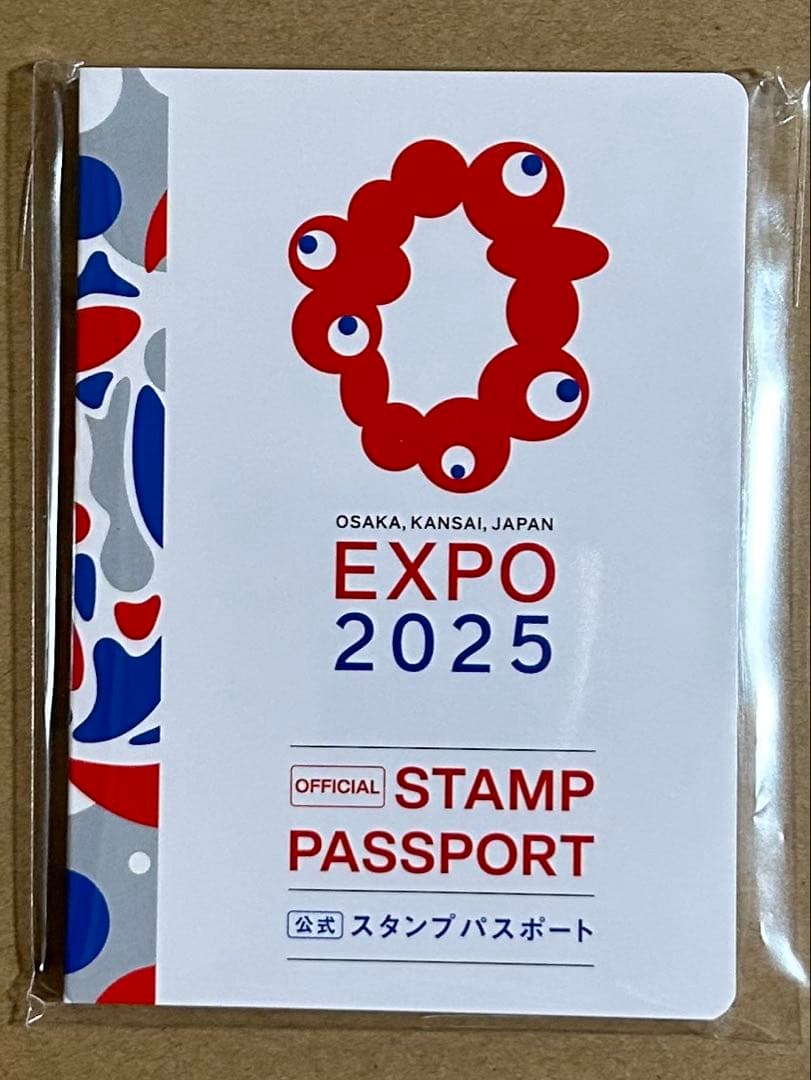 OSAKA, KANSAI, JAPAN
EXPO
2025
OFFICIAL STAMP
PASSPORT
公式 スタンプパスポート